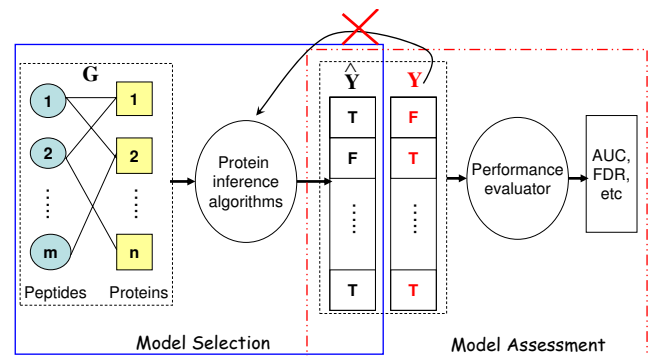 G
1
2
......
m
Peptides
1
2
......
n
Proteins
Protein
inference
algorithms
Ŷ
T
F
......
T
Y
F
T
......
T
Performance
evaluator
AUC,
FDR,
etc
Model Selection
Model Assessment